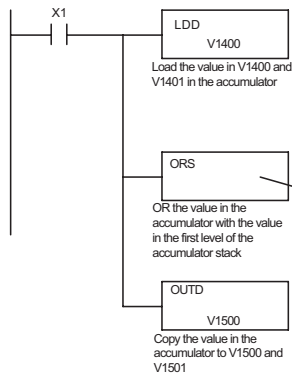 X1
LDD
V1400
Load the value in V1400 and
V1401 in the accumulator
ORS
OR the value in the
accumulator with the value
in the first level of the
accumulator stack
OUTD
V1500
Copy the value in the
accumulator to V1500 and
V1501